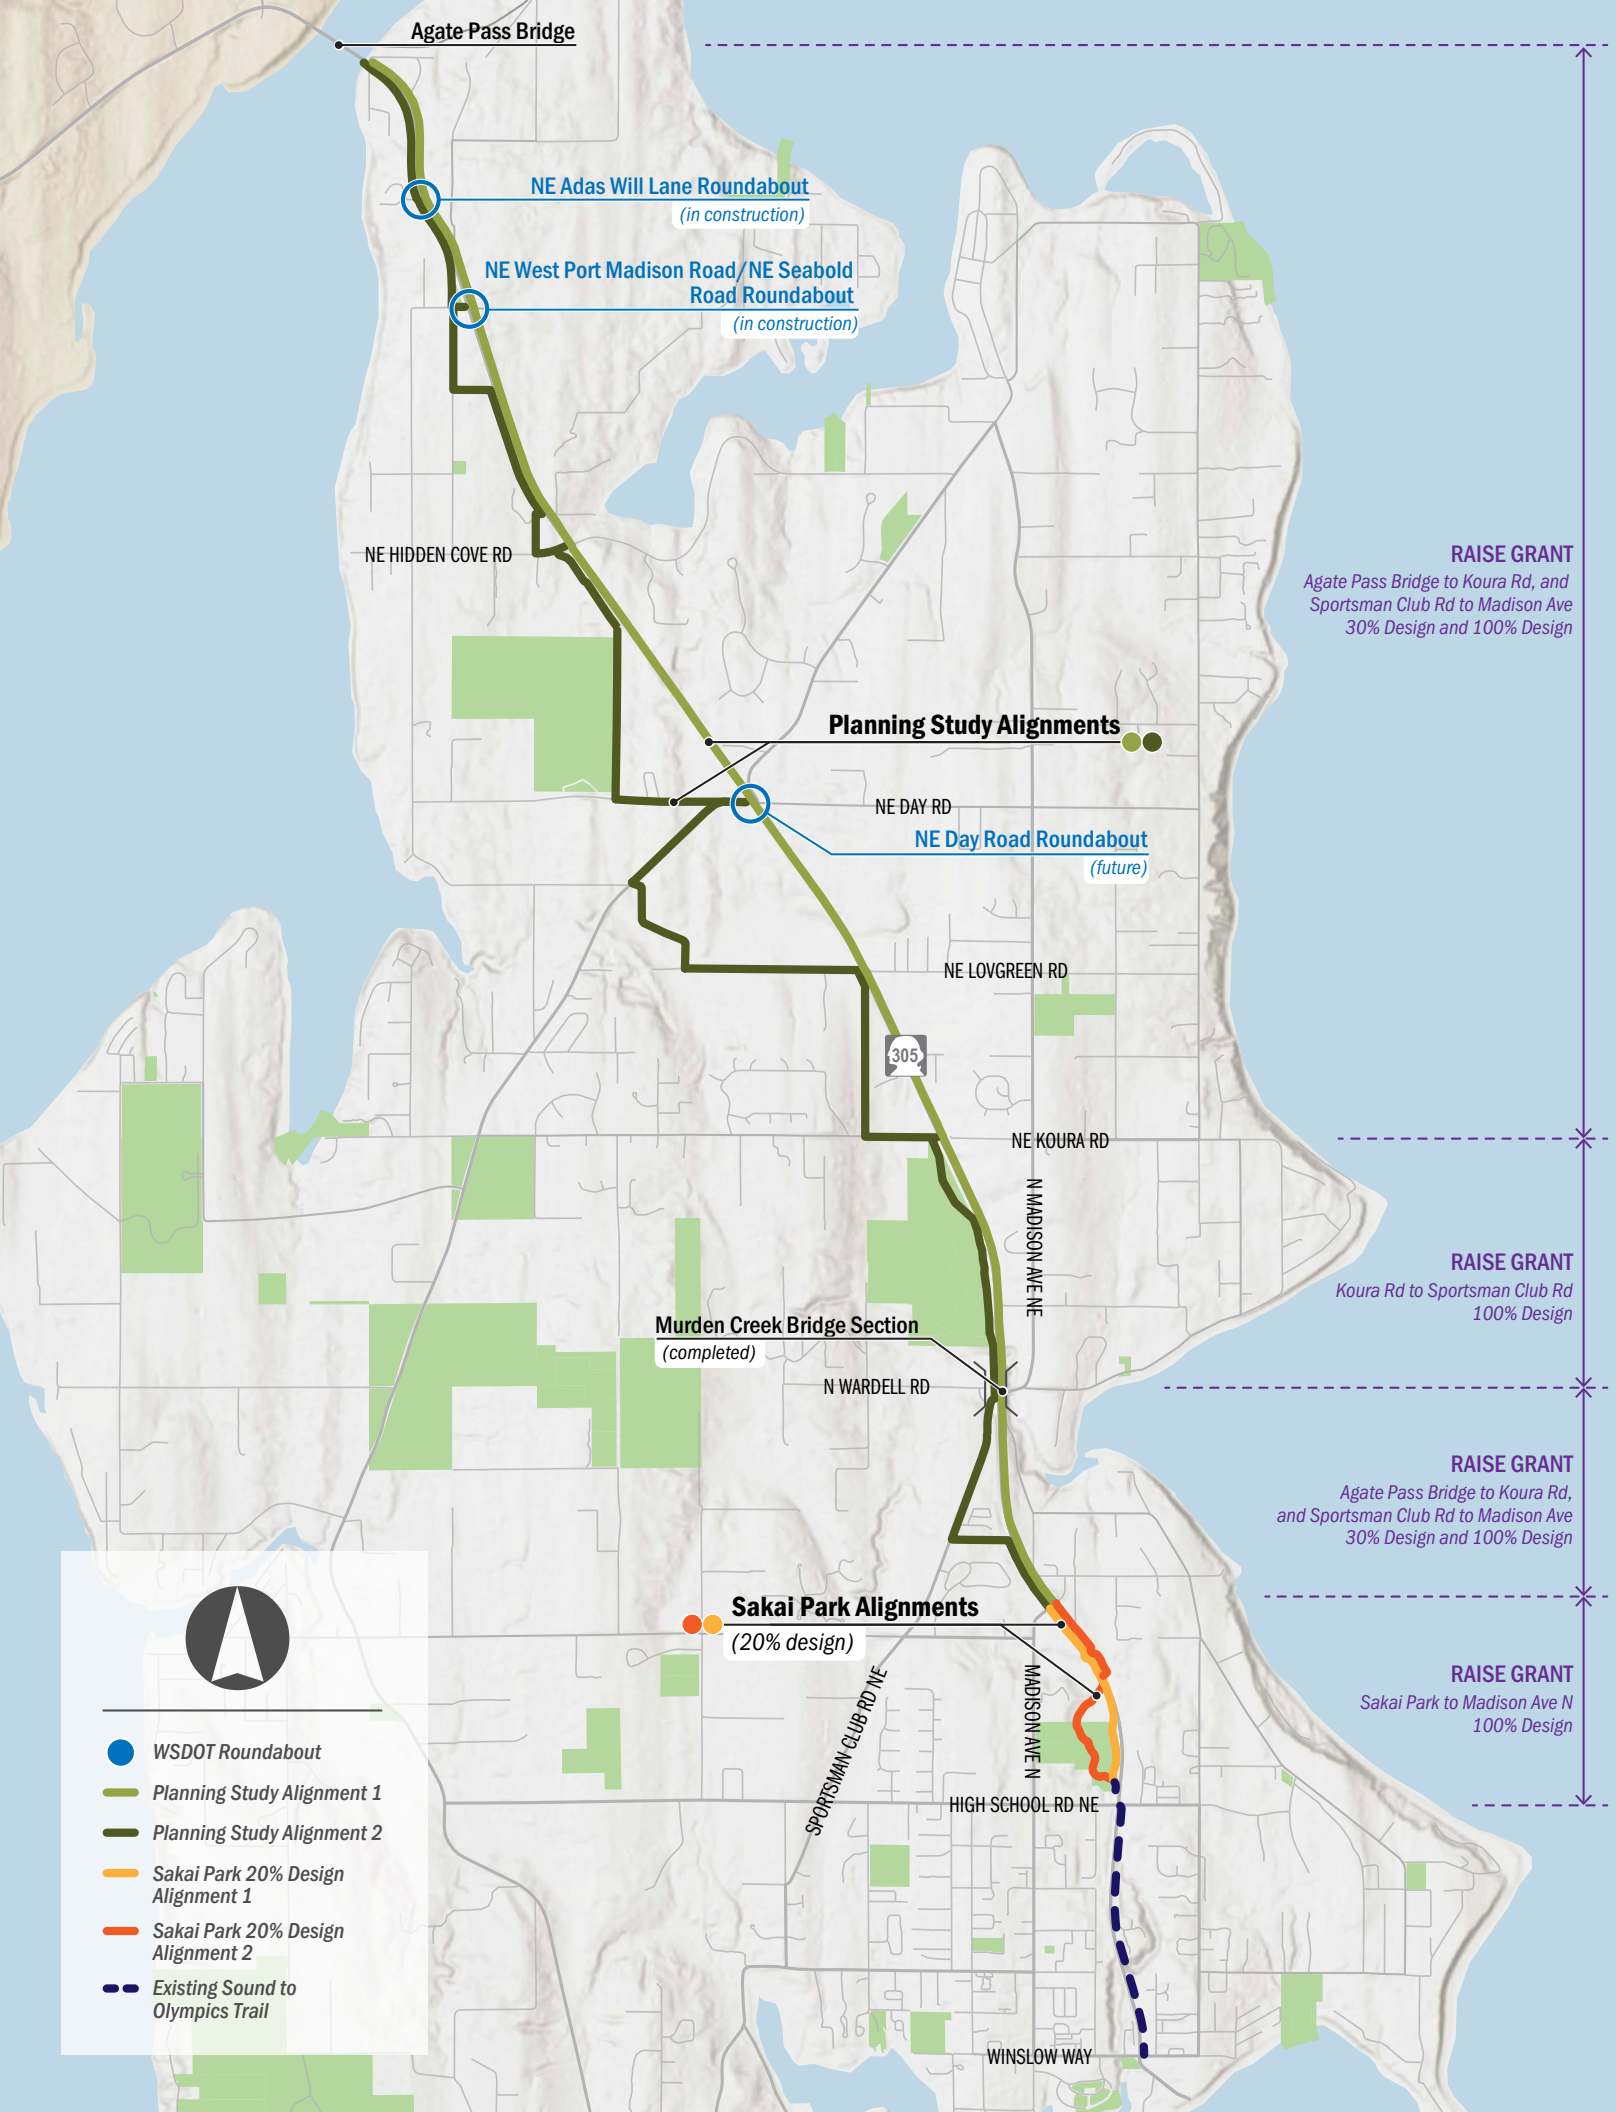 Agate Pass Bridge
NE Adas Will Lane Roundabout
(in construction)
NE West Port Madison Road/NE Seabold
Road Roundabout
(in construction)
NE HIDDEN COVE RD
RAISE GRANT
Agate Pass Bridge to Koura Rd, and
Sportsman Club Rd to Madison Ave
30% Design and 100% Design
Planning Study Alignments
NE DAY RD
NE Day Road Roundabout
(future)
NE LOVGREEN RD
305
NE KOURA RD
N MADISON AVE NE
RAISE GRANT
Koura Rd to Sportsman Club Rd
100% Design
Murden Creek Bridge Section
(completed)
N WARDELL RD
RAISE GRANT
Agate Pass Bridge to Koura Rd,
and Sportsman Club Rd to Madison Ave
30% Design and 100% Design
Sakai Park Alignments
(20% design)
SPORTSMAN CLUB RD NE
MADISON AVE N
RAISE GRANT
Sakai Park to Madison Ave N
100% Design
HIGH SCHOOL RD NE
WINSLOW WAY
WSDOT Roundabout
Planning Study Alignment 1
Planning Study Alignment 2
Sakai Park 20% Design
Alignment 1
Sakai Park 20% Design
Alignment 2
Existing Sound to
Olympics Trail